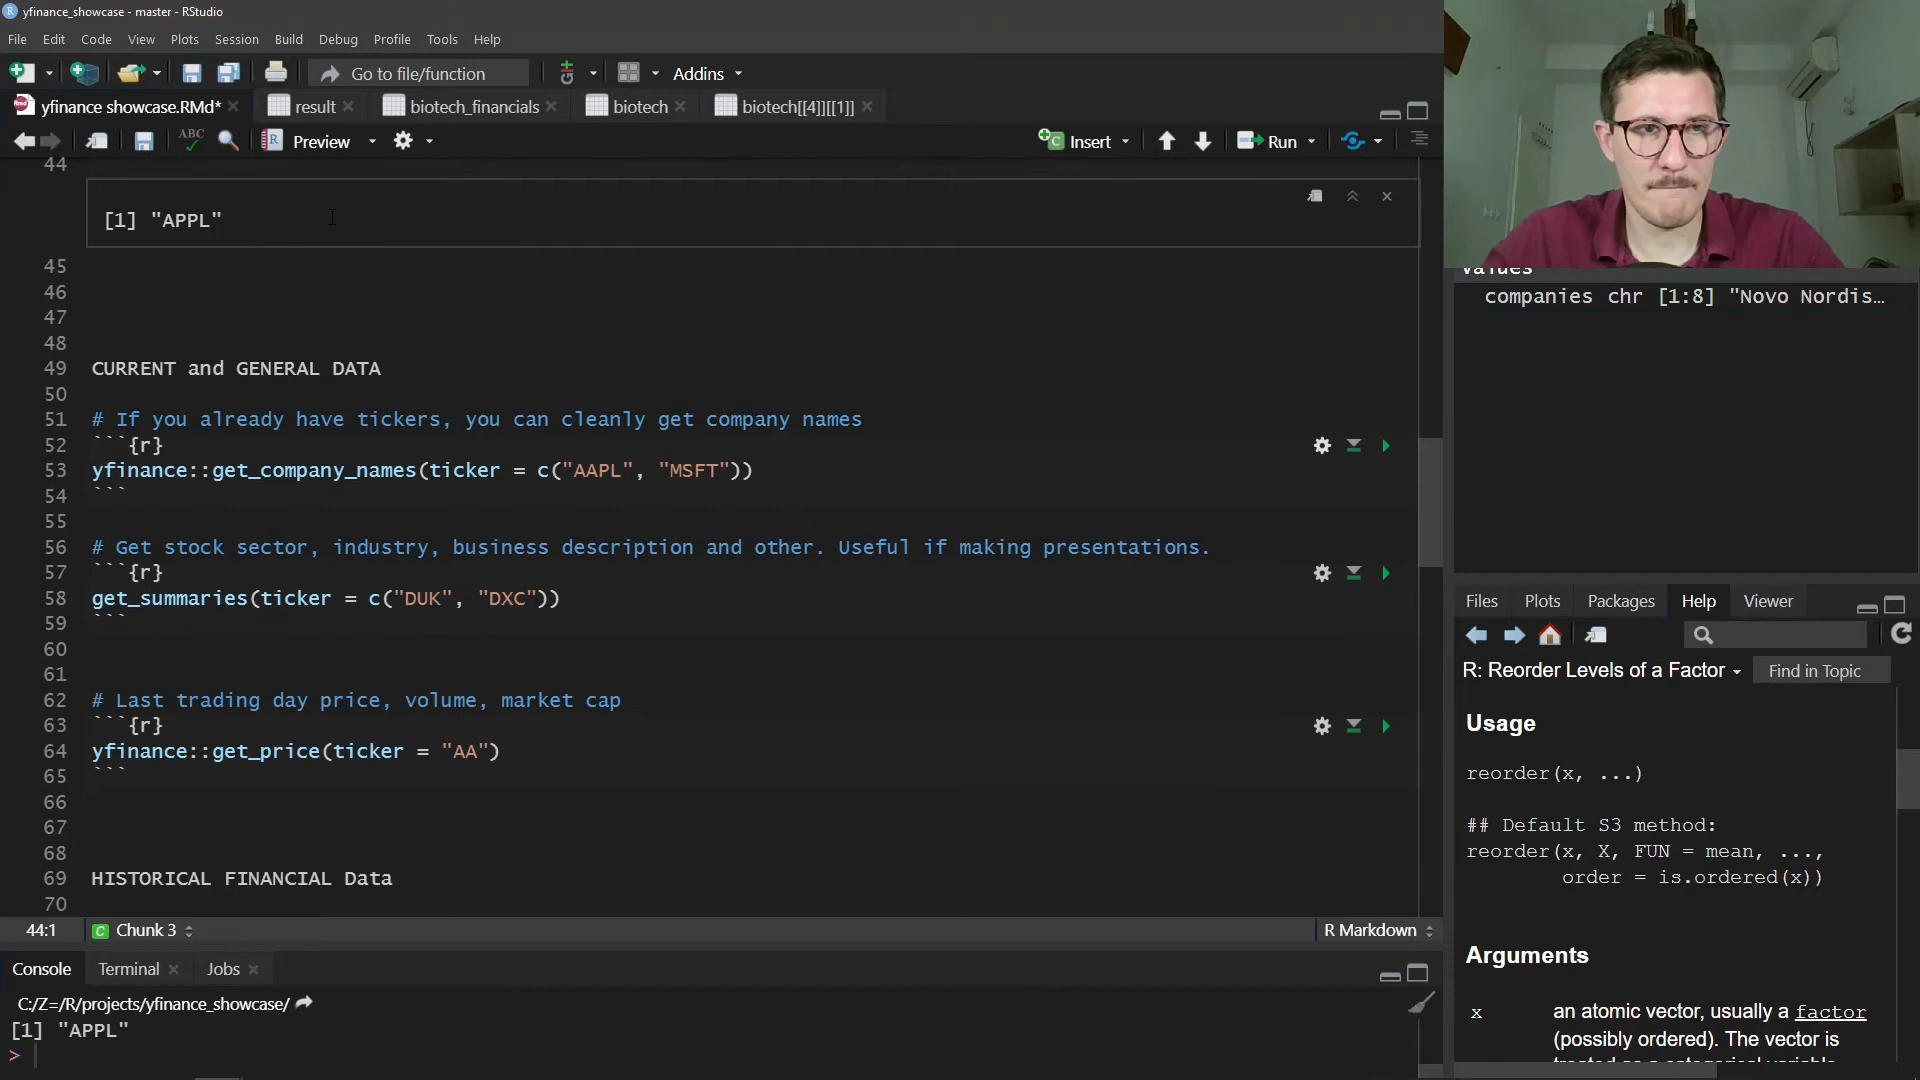 yfinance_showcase - master - RStudio
File Edit Code View Plots Session Build Debug Profile Tools Help
Go to file/function Addins
yfinance showcase.RMd* result biotech_financials biotech biotech[[4]][[1]]
ABC Preview Insert Run
44
[1] "APPL"
45
46
47
48
49 CURRENT and GENERAL DATA
50
51 # If you already have tickers, you can cleanly get company names
52 ```{r}
53 yfinance::get_company_names(ticker = c("AAPL", "MSFT"))
54 ```
55
56 # Get stock sector, industry, business description and other. Useful if making presentations.
57 ```{r}
58 get_summaries(ticker = c("DUK", "DXC"))
59 ```
60
61
62 # Last trading day price, volume, market cap
63 ```{r}
64 yfinance::get_price(ticker = "AA")
65 ```
66
67
68
69 HISTORICAL FINANCIAL Data
70
44:1 C Chunk 3 R Markdown
Console Terminal Jobs
C:/Z=/R/projects/yfinance_showcase/
[1] "APPL"
>
Values
companies chr [1:8] "Novo Nordis…
Files Plots Packages Help Viewer
R: Reorder Levels of a Factor Find in Topic
Usage
reorder(x, ...)
## Default S3 method:
reorder(x, X, FUN = mean, ...,
order = is.ordered(x))
Arguments
x an atomic vector, usually a factor
(possibly ordered). The vector is
treated as a categorical variable